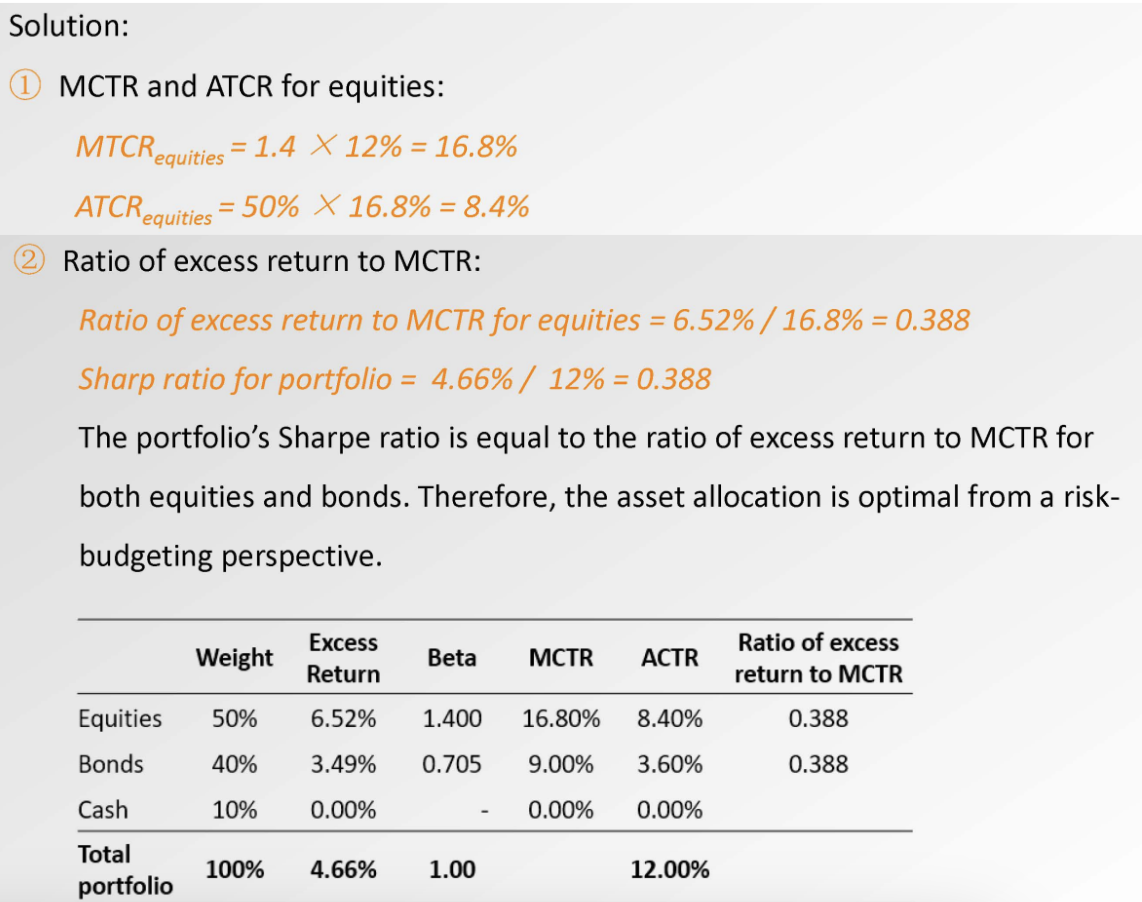 Solution:
① MCTR and ATCR for equities:
MTCRequities = 1.4 × 12% = 16.8%
ATCRequities = 50% × 16.8% = 8.4%
② Ratio of excess return to MCTR:
Ratio of excess return to MCTR for equities = 6.52% / 16.8% = 0.388
Sharp ratio for portfolio = 4.66% / 12% = 0.388
The portfolio's Sharpe ratio is equal to the ratio of excess return to MCTR for
both equities and bonds. Therefore, the asset allocation is optimal from a risk-
budgeting perspective.
Weight Excess Return Beta MCTR ACTR Ratio of excess return to MCTR
Equities 50% 6.52% 1.400 16.80% 8.40% 0.388
Bonds 40% 3.49% 0.705 9.00% 3.60% 0.388
Cash 10% 0.00% - 0.00% 0.00%
Total portfolio 100% 4.66% 1.00 12.00%